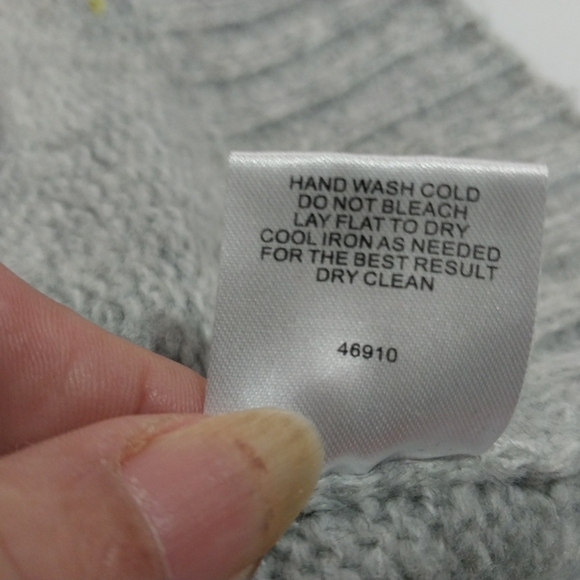 HAND WASH COLD
DO NOT BLEACH
LAY FLAT TO DRY
COOL IRON AS NEEDED
FOR THE BEST RESULT
DRY CLEAN
46910